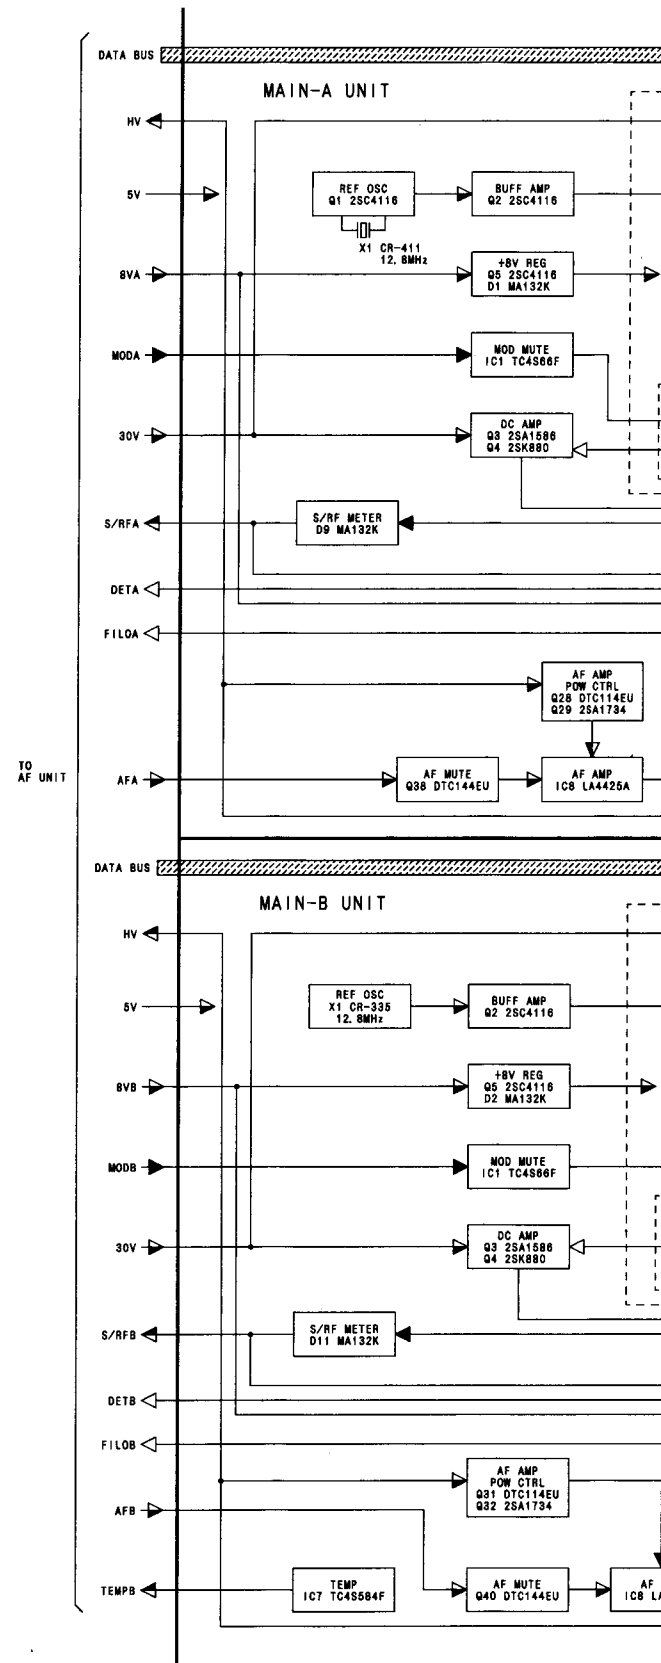 DATA BUS
MAIN-A UNIT
HV
5V
REF OSC
Q1 2SC4116
BUFF AMP
Q2 2SC4116
X1 CR-411
12.8MHz
8VA
+8V REG
Q5 2SC4116
D1 MA132K
MODA
MOD MUTE
IC1 TC4S66F
30V
DC AMP
Q3 2SA1586
Q4 2SK880
S/RFA
S/RF METER
D9 MA132K
DETA
FILOA
AF AMP
POW CTRL
Q28 DTC114EU
Q29 2SA1734
TO
AF UNIT
AFA
AF MUTE
Q38 DTC144EU
AF AMP
IC8 LA4425A
DATA BUS
MAIN-B UNIT
HV
5V
REF OSC
X1 CR-335
12.8MHz
BUFF AMP
Q2 2SC4116
8VB
+8V REG
Q5 2SC4116
D2 MA132K
MODB
MOD MUTE
IC1 TC4S66F
30V
DC AMP
Q3 2SA1586
Q4 2SK880
S/RFB
S/RF METER
D11 MA132K
DETB
FILOB
AF AMP
POW CTRL
Q31 DTC114EU
Q32 2SA1734
AFB
TEMPB
TEMP
IC7 TC4S584F
AF MUTE
Q40 DTC144EU
AF
IC8 LA